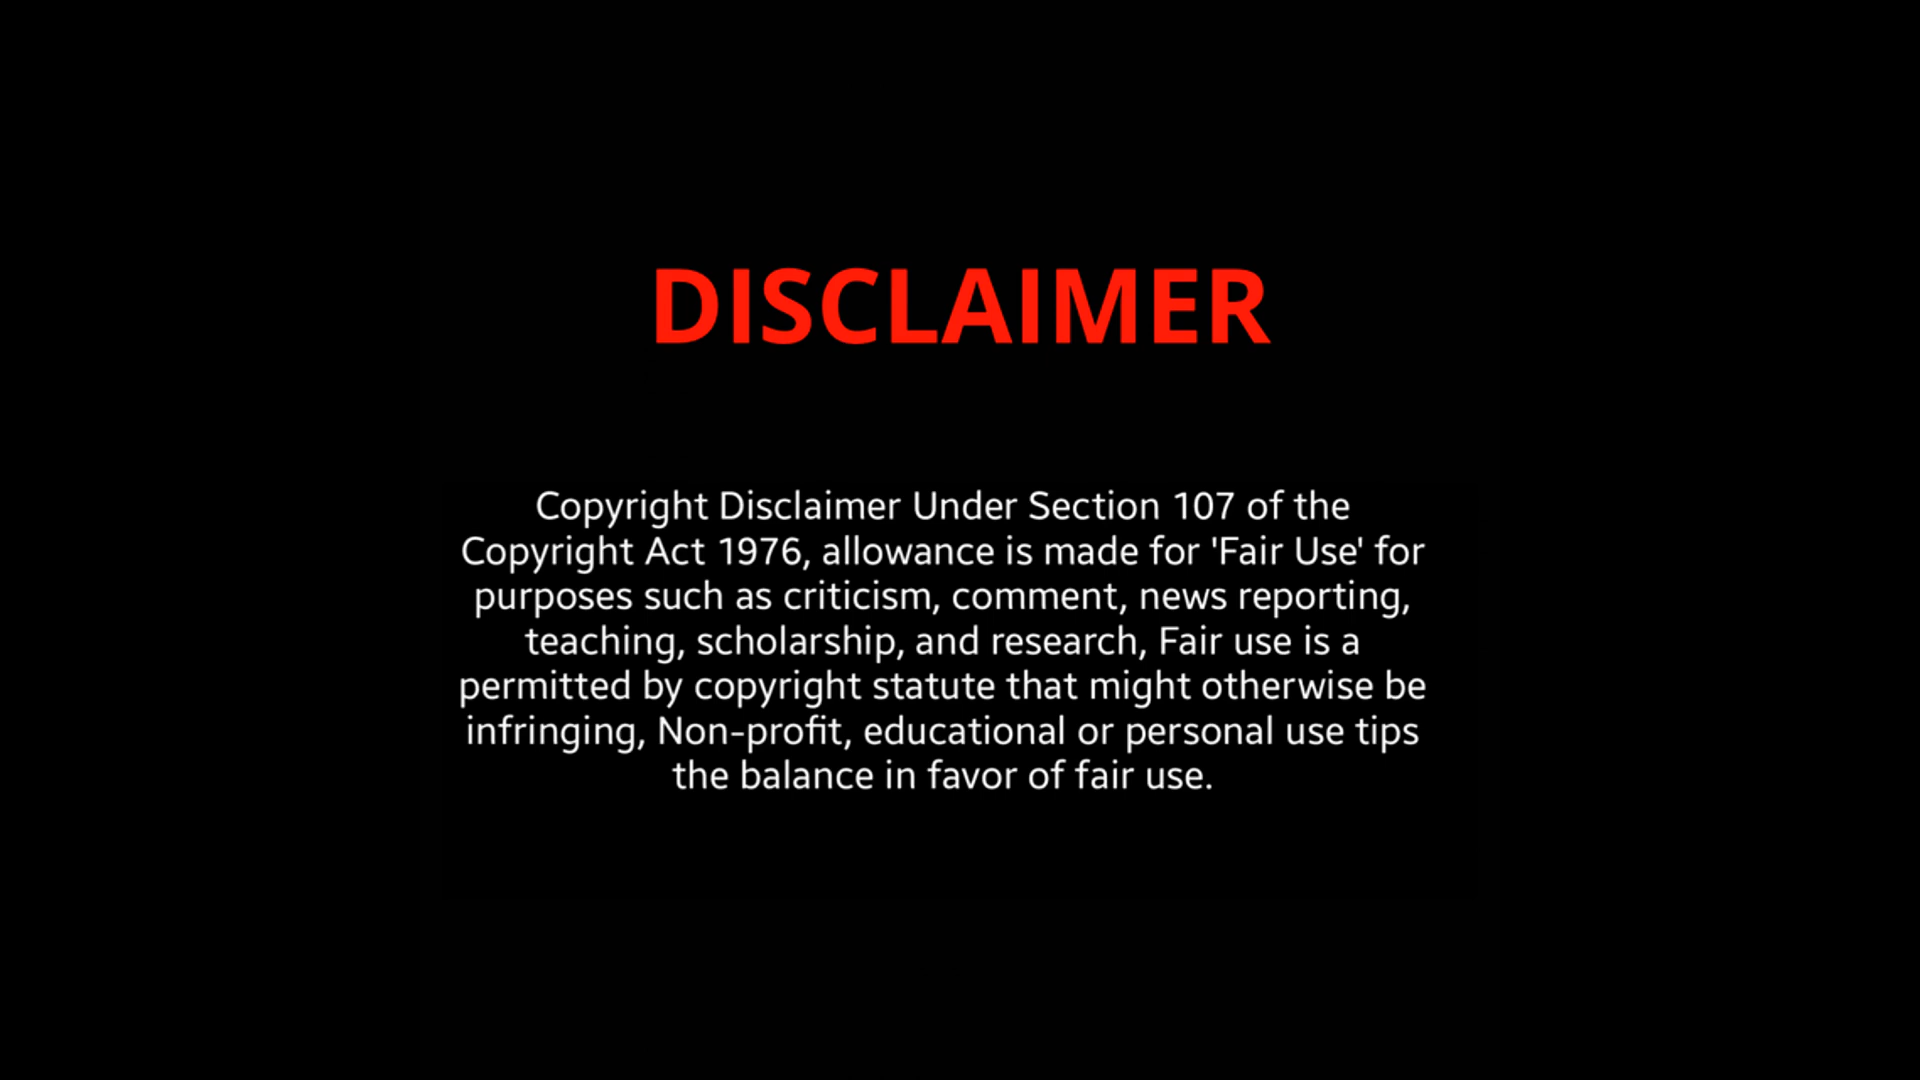 DISCLAIMER
Copyright Disclaimer Under Section 107 of the
Copyright Act 1976, allowance is made for 'Fair Use' for
purposes such as criticism, comment, news reporting,
teaching, scholarship, and research, Fair use is a
permitted by copyright statute that might otherwise be
infringing, Non-profit, educational or personal use tips
the balance in favor of fair use.